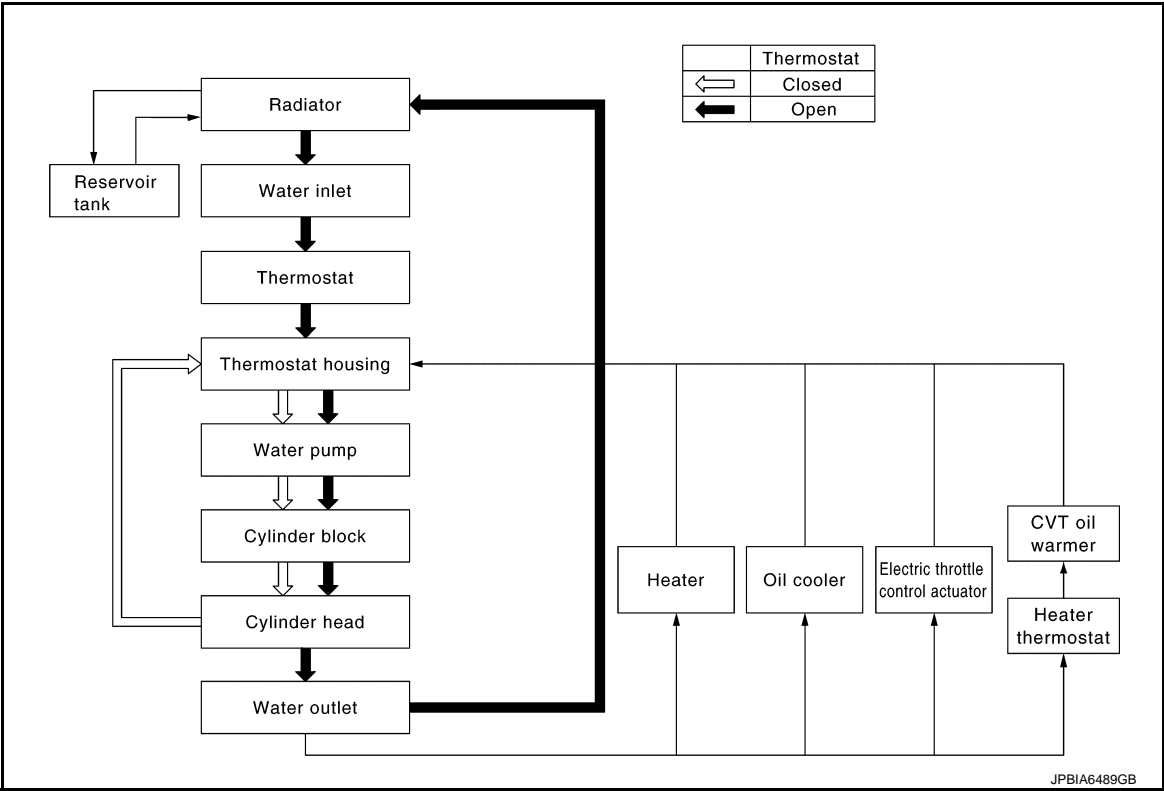 Thermostat
Closed
Open
Radiator
Reservoir
tank
Water inlet
Thermostat
Thermostat housing
Water pump
Cylinder block
Cylinder head
Water outlet
Heater
Oil cooler
Electric throttle
control actuator
CVT oil
warmer
Heater
thermostat
JPBIA6489GB